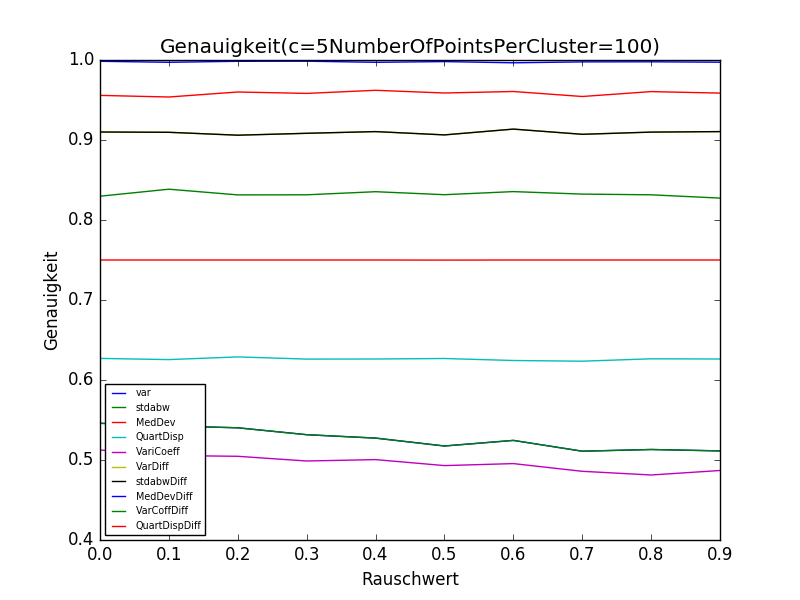 Genauigkeit(c=5NumberOfPointsPerCluster=100)
1.0
0.9
0.8
0.7
0.6
0.5
0.4
Genauigkeit
var
stdabw
MedDev
QuartDisp
VariCoeff
VarDiff
stdabwDiff
MedDevDiff
VarCoffDiff
QuartDispDiff
0.0 0.1 0.2 0.3 0.4 0.5 0.6 0.7 0.8 0.9
Rauschwert